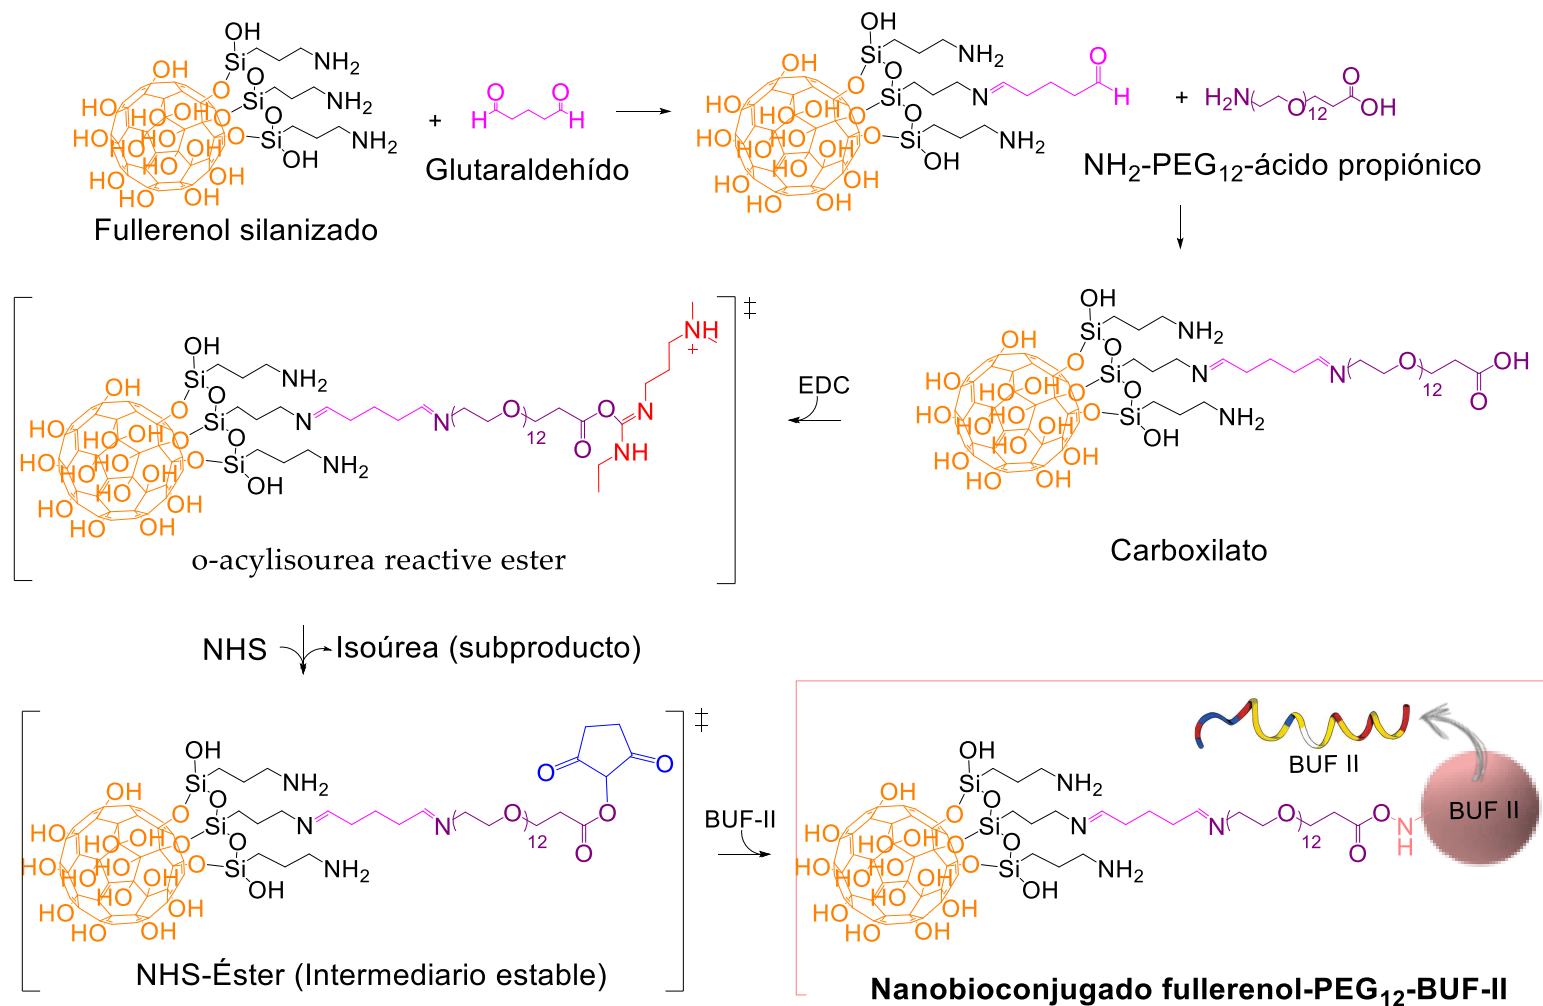 Glutaraldehído
Fullerenol silanizado
NH2-PEG12-ácido propiónico
EDC
Carboxilato
o-acylisourea reactive ester
NHS
Isoúrea (subproducto)
NHS-Éster (Intermediario estable)
BUF-II
BUF II
BUF II
Nanobioconjugado fullerenol-PEG12-BUF-II